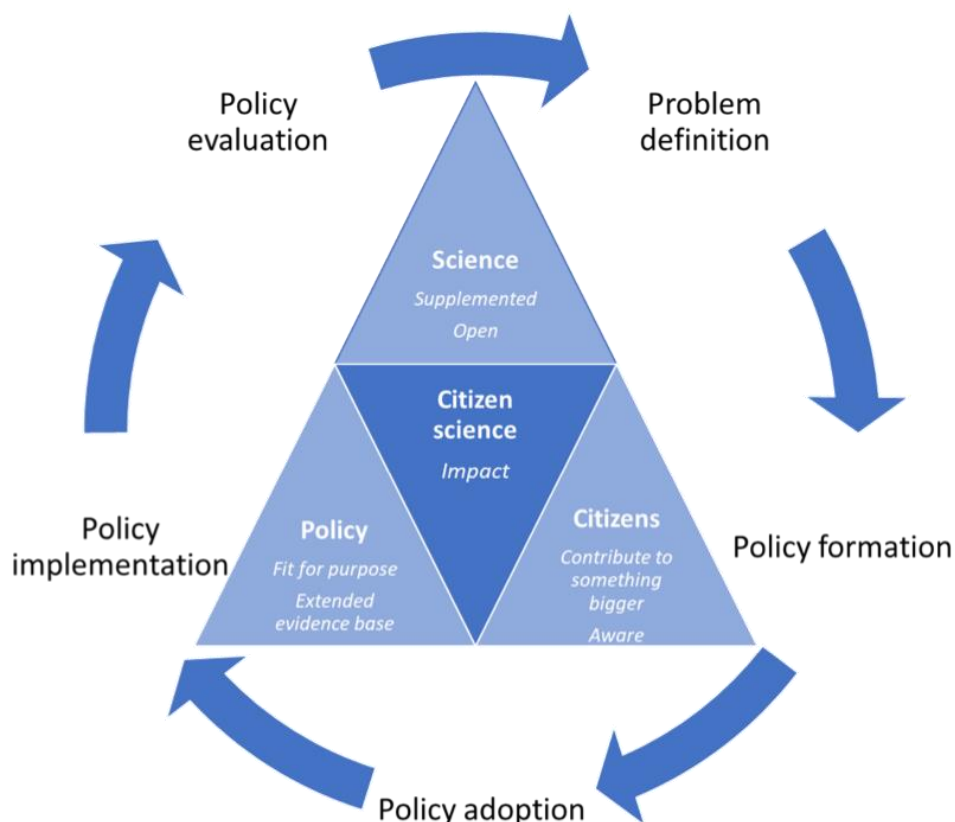 Policy
evaluation
Problem
definition
Science
Supplemented
Open
Citizen
science
Impact
Policy
implementation
Policy
Fit for purpose
Extended
evidence base
Citizens
Contribute to
something
bigger
Aware
Policy formation
Policy adoption